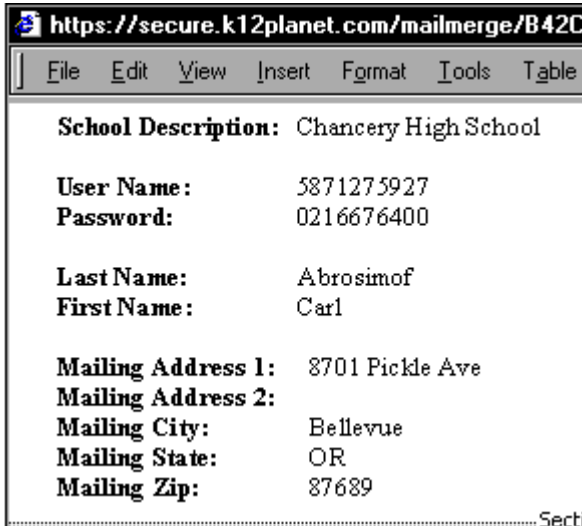 https://secure.k12planet.com/mailmerge/B42C
File Edit View Insert Format Tools Table
School Description: Chancery High School
User Name: 5871275927
Password: 0216676400
Last Name: Abrosimof
First Name: Carl
Mailing Address 1: 8701 Pickle Ave
Mailing Address 2:
Mailing City: Bellevue
Mailing State: OR
Mailing Zip: 87689
Secti